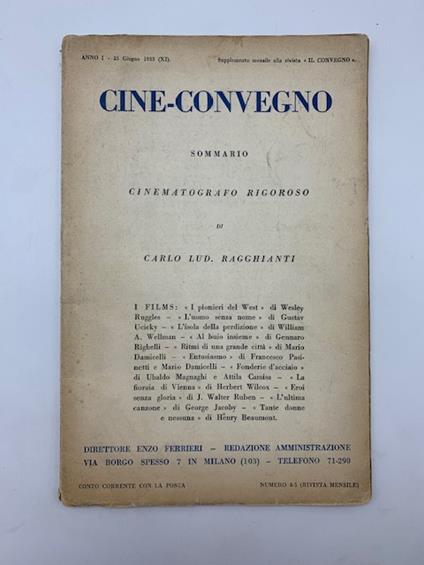 ANNO I - 25 Giugno 1933 (XI).
Supplemento mensile alla rivista « IL CONVEGNO ».
CINE-CONVEGNO
SOMMARIO
CINEMATOGRAFO RIGOROSO
DI
CARLO LUD. RAGGHIANTI
I FILMS: « I pionieri del West » di Wesley
Ruggles – « L'uomo senza nome » di Gustav
Ucicky – « L'isola della perdizione » di William
A. Wellman – « Al buio insieme » di Gennaro
Righelli – « Ritmi di una grande città » di Mario
Damicelli – « Entusiasmo » di Francesco Pasi-
netti e Mario Damicelli – « Fonderie d'acciaio »
di Ubaldo Magnaghi e Attila Camisa – « La
fioraia di Vienna » di Herbert Wilcox – « Eroi
senza gloria » di J. Walter Ruben – « L'ultima
canzone » di George Jacoby – « Tante donne
e nessuna » di Henry Beaumont.
DIRETTORE ENZO FERRIERI – REDAZIONE AMMINISTRAZIONE
VIA BORGO SPESSO 7 IN MILANO (103) – TELEFONO 71-290
CONTO CORRENTE CON LA POSTA
NUMERO 4-5 (RIVISTA MENSILE)